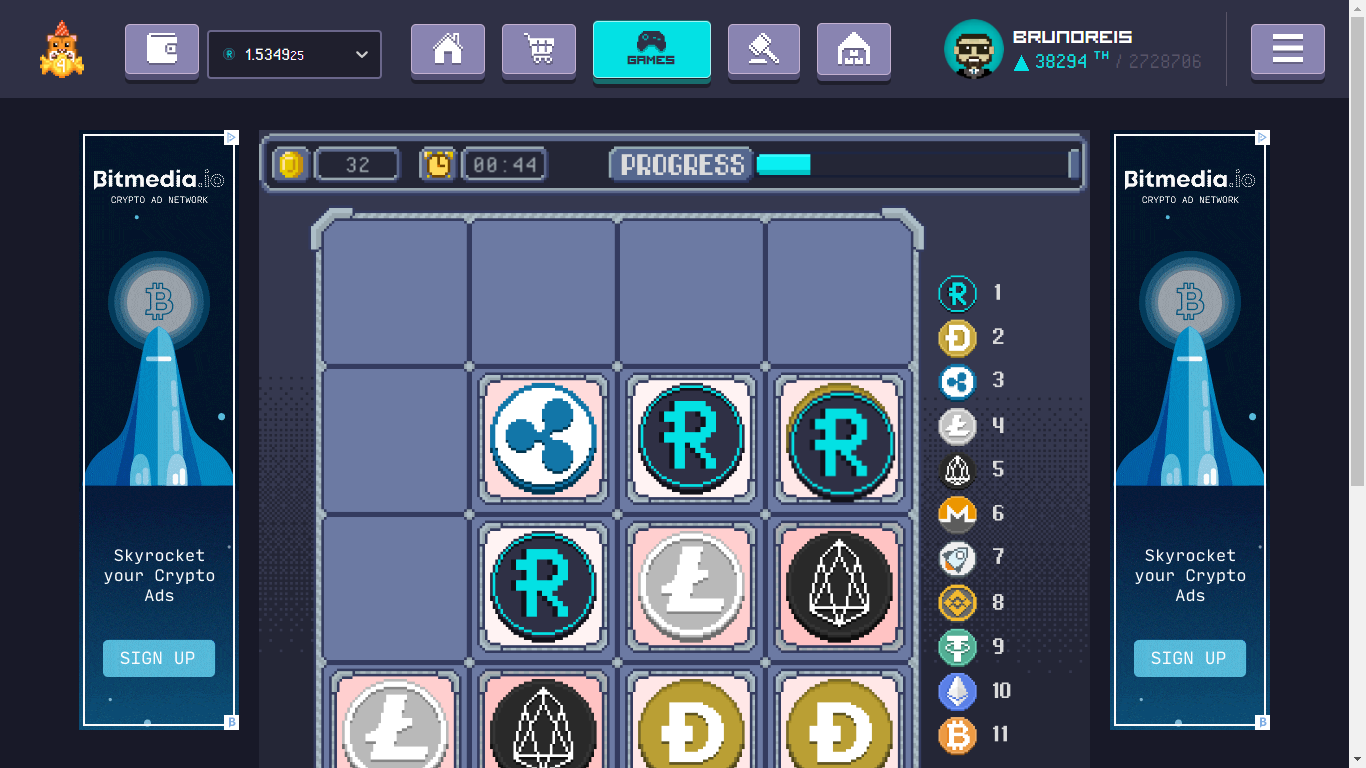 1.534925
GAMES
BRUNOREIS
38294 TH / 2728706
Bitmedia.io
CRYPTO AD NETWORK
Skyrocket
your Crypto
Ads
SIGN UP
32
00:44
PROGRESS
1
2
3
4
5
6
7
8
9
10
11
Bitmedia.io
CRYPTO AD NETWORK
Skyrocket
your Crypto
Ads
SIGN UP